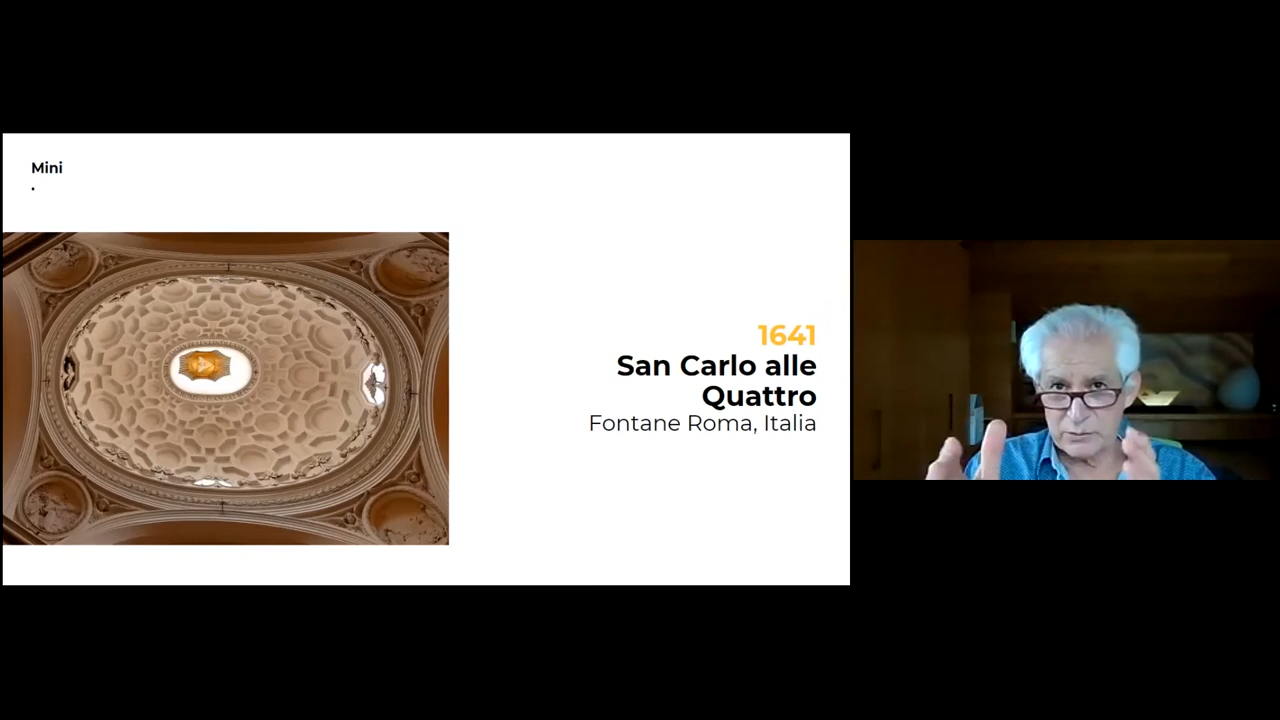 Mini
.
1641
San Carlo alle
Quattro
Fontane Roma, Italia